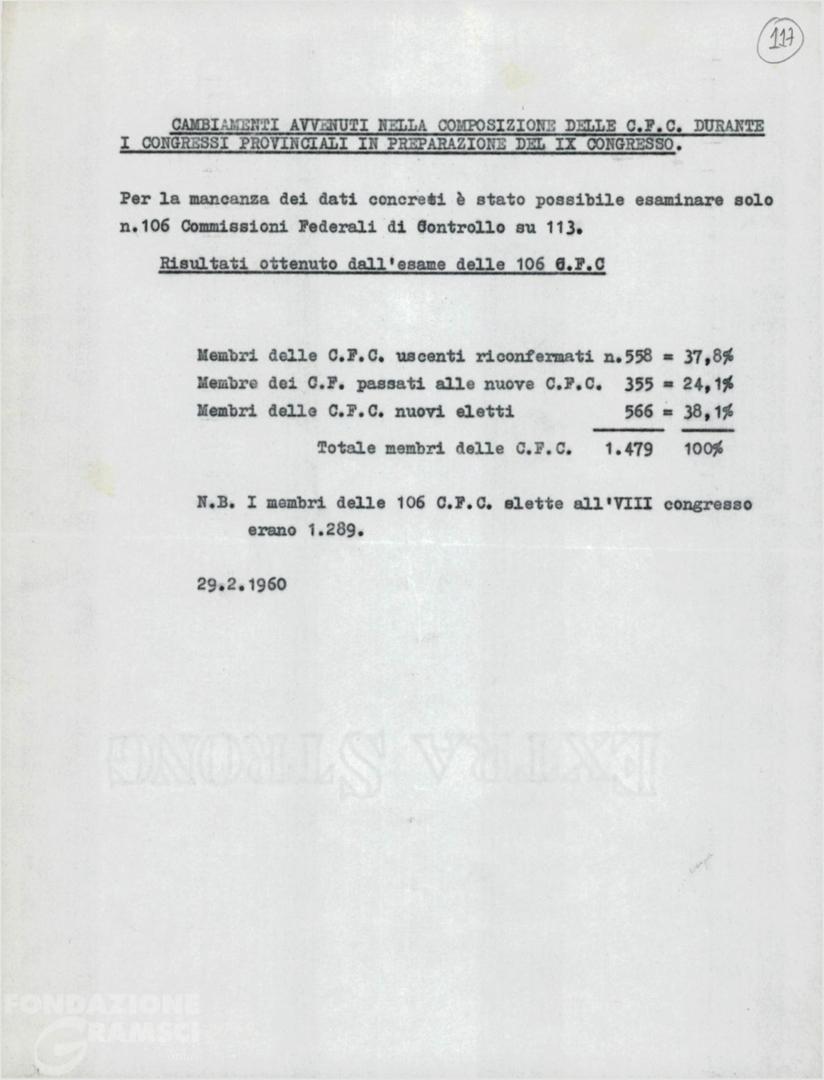 117
CAMBIAMENTI AVVENUTI NELLA COMPOSIZIONE DELLE C.F.C. DURANTE
I CONGRESSI PROVINCIALI IN PREPARAZIONE DEL IX CONGRESSO.
Per la mancanza dei dati concreti è stato possibile esaminare solo
n.106 Commissioni Federali di Controllo su 113.
Risultati ottenuto dall'esame delle 106 C.F.C
Membri delle C.F.C. uscenti riconfermati n.558 = 37,8%
Membre dei C.F. passati alle nuove C.F.C. 355 = 24,1%
Membri delle C.F.C. nuovi eletti 566 = 38,1%
Totale membri delle C.F.C. 1.479 100%
N.B. I membri delle 106 C.F.C. elette all'VIII congresso
erano 1.289.
29.2.1960
EXTRA STRONG
FONDAZIONE
GRAMSCI